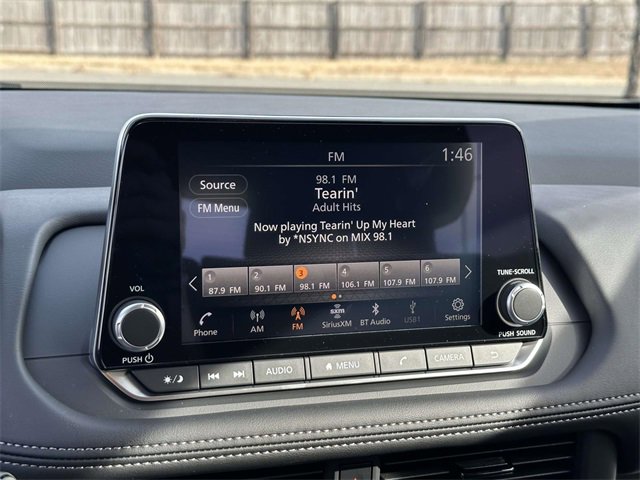 FM
1:46
98.1 FM
Source
Tearin'
Adult Hits
FM Menu
Now playing Tearin' Up My Heart
by *NSYNC on MIX 98.1
1 2 3 4 5 6
87.9 FM 90.1 FM 98.1 FM 106.1 FM 107.9 FM 107.9 FM
Phone AM FM sxm SiriusXM BT Audio USB1 Settings
VOL
PUSH
TUNE·SCROLL
PUSH SOUND
AUDIO MENU CAMERA